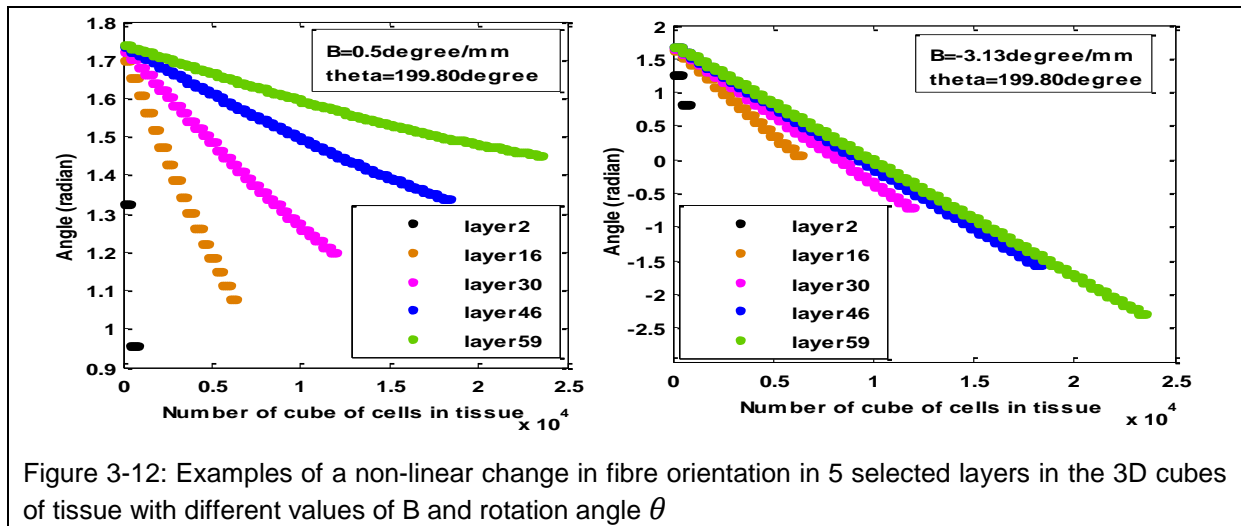 B=0.5degree/mm
theta=199.80degree
1.8
1.7
1.6
1.5
1.4
1.3
1.2
1.1
1
0.9
Angle (radian)
layer2
layer16
layer30
layer46
layer59
0
0.5
1
1.5
2
2.5
Number of cube of cells in tissue
x 10^4
B=-3.13degree/mm
theta=199.80degree
2
1.5
1
0.5
0
-0.5
-1
-1.5
-2
-2.5
Angle (radian)
layer2
layer16
layer30
layer46
layer59
0
0.5
1
1.5
2
2.5
Number of cube of cells in tissue
x 10^4
Figure 3-12: Examples of a non-linear change in fibre orientation in 5 selected layers in the 3D cubes
of tissue with different values of B and rotation angle θ